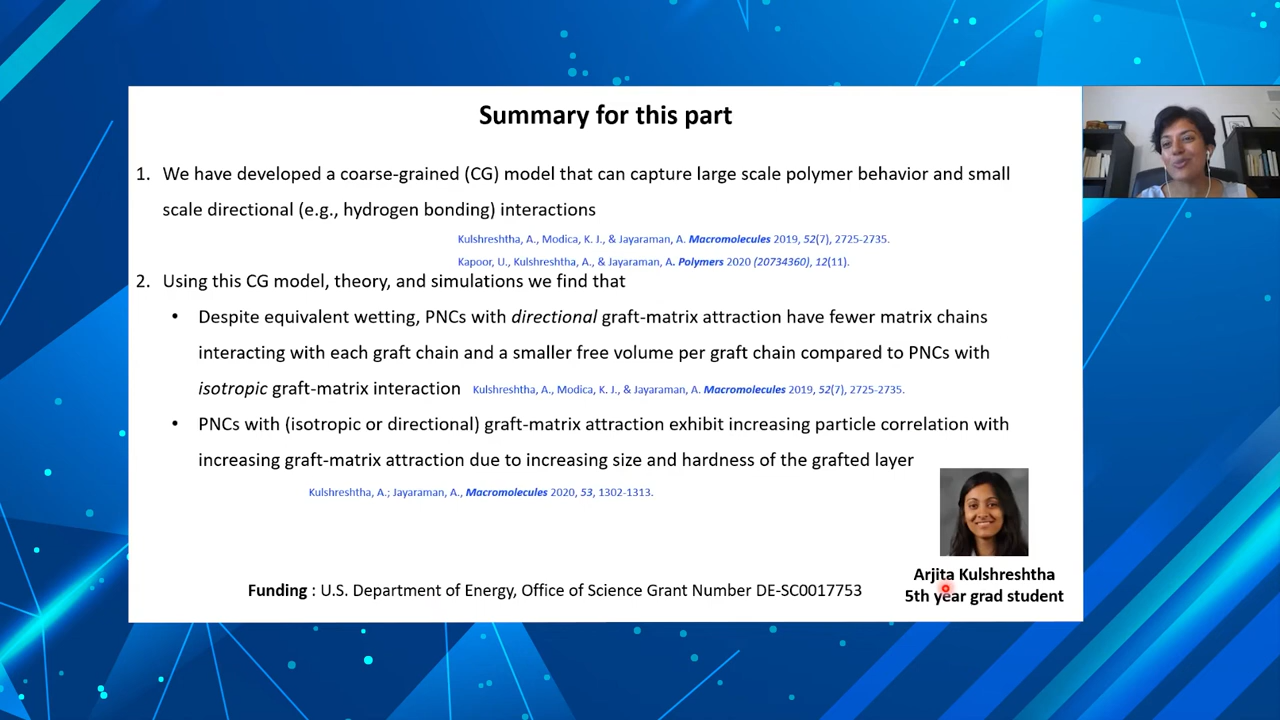 Summary for this part
1. We have developed a coarse-grained (CG) model that can capture large scale polymer behavior and small
scale directional (e.g., hydrogen bonding) interactions
Kulshreshtha, A., Modica, K. J., & Jayaraman, A. Macromolecules 2019, 52(7), 2725-2735.
Kapoor, U., Kulshreshtha, A., & Jayaraman, A. Polymers 2020 (20734360), 12(11).
2. Using this CG model, theory, and simulations we find that
• Despite equivalent wetting, PNCs with directional graft-matrix attraction have fewer matrix chains
interacting with each graft chain and a smaller free volume per graft chain compared to PNCs with
isotropic graft-matrix interaction Kulshreshtha, A., Modica, K. J., & Jayaraman, A. Macromolecules 2019, 52(7), 2725-2735.
• PNCs with (isotropic or directional) graft-matrix attraction exhibit increasing particle correlation with
increasing graft-matrix attraction due to increasing size and hardness of the grafted layer
Kulshreshtha, A.; Jayaraman, A., Macromolecules 2020, 53, 1302-1313.
Funding : U.S. Department of Energy, Office of Science Grant Number DE-SC0017753
Arjita Kulshreshtha
5th year grad student